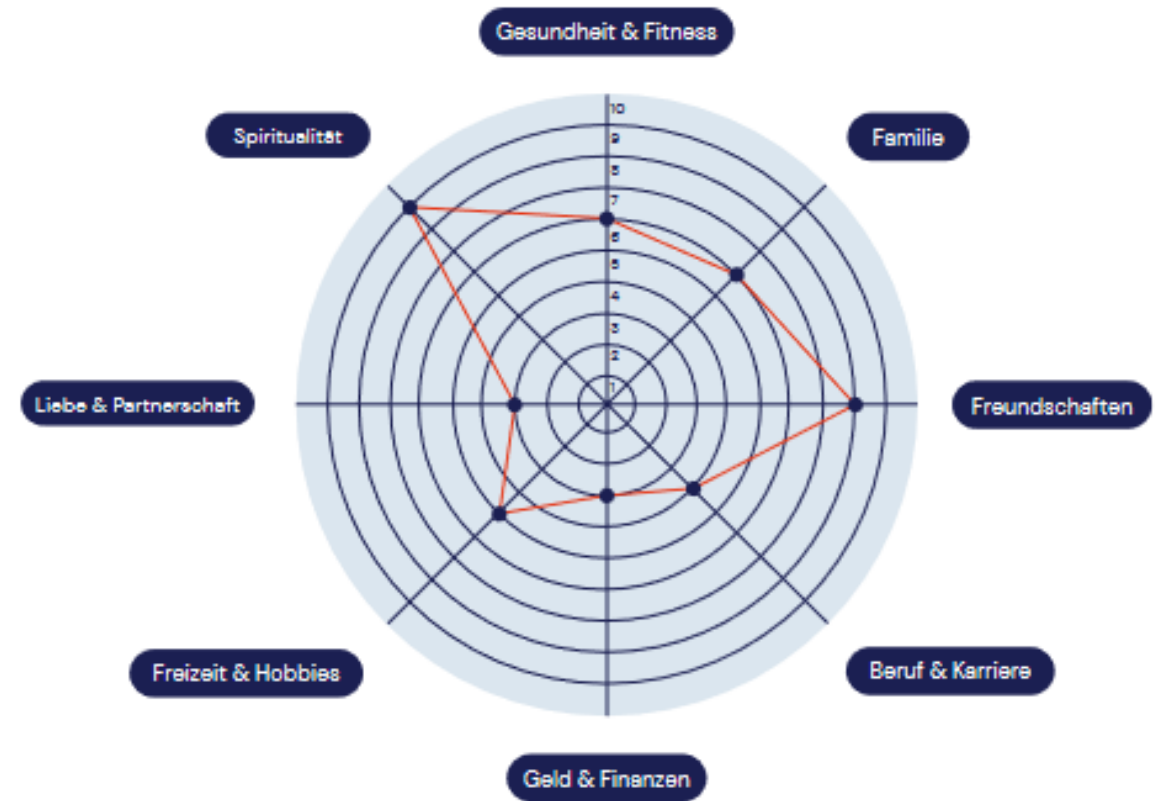 Gesundheit & Fitness
Spiritualität
Familie
10
9
8
7
6
5
4
3
2
1
Liebe & Partnerschaft
Freundschaften
Freizeit & Hobbies
Beruf & Karriere
Geld & Finanzen